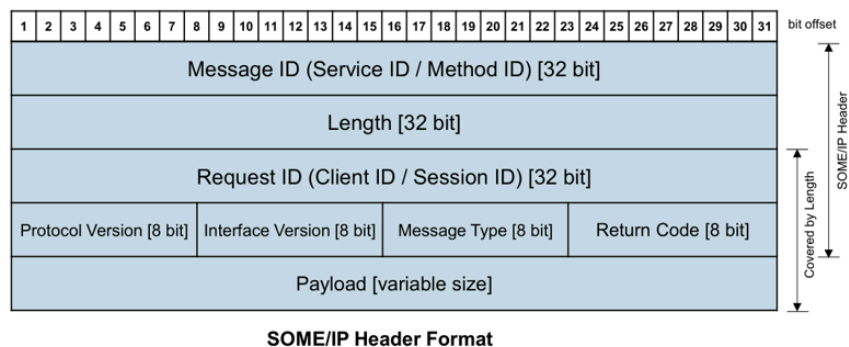 1 2 3 4 5 6 7 8 9 10 11 12 13 14 15 16 17 18 19 20 21 22 23 25 26 27 28 29 30 31 bit offset
Message ID (Service ID / Method ID) [32 bit]
Length [32 bit]
Request ID (Client ID / Session ID) [32 bit]
Protocol Version [8 bit] Interface Version [8 bit] Message Type [8 bit] Return Code [8 bit]
Payload [variable size]
SOME/IP Header
Covered by Length
SOME/IP Header Format